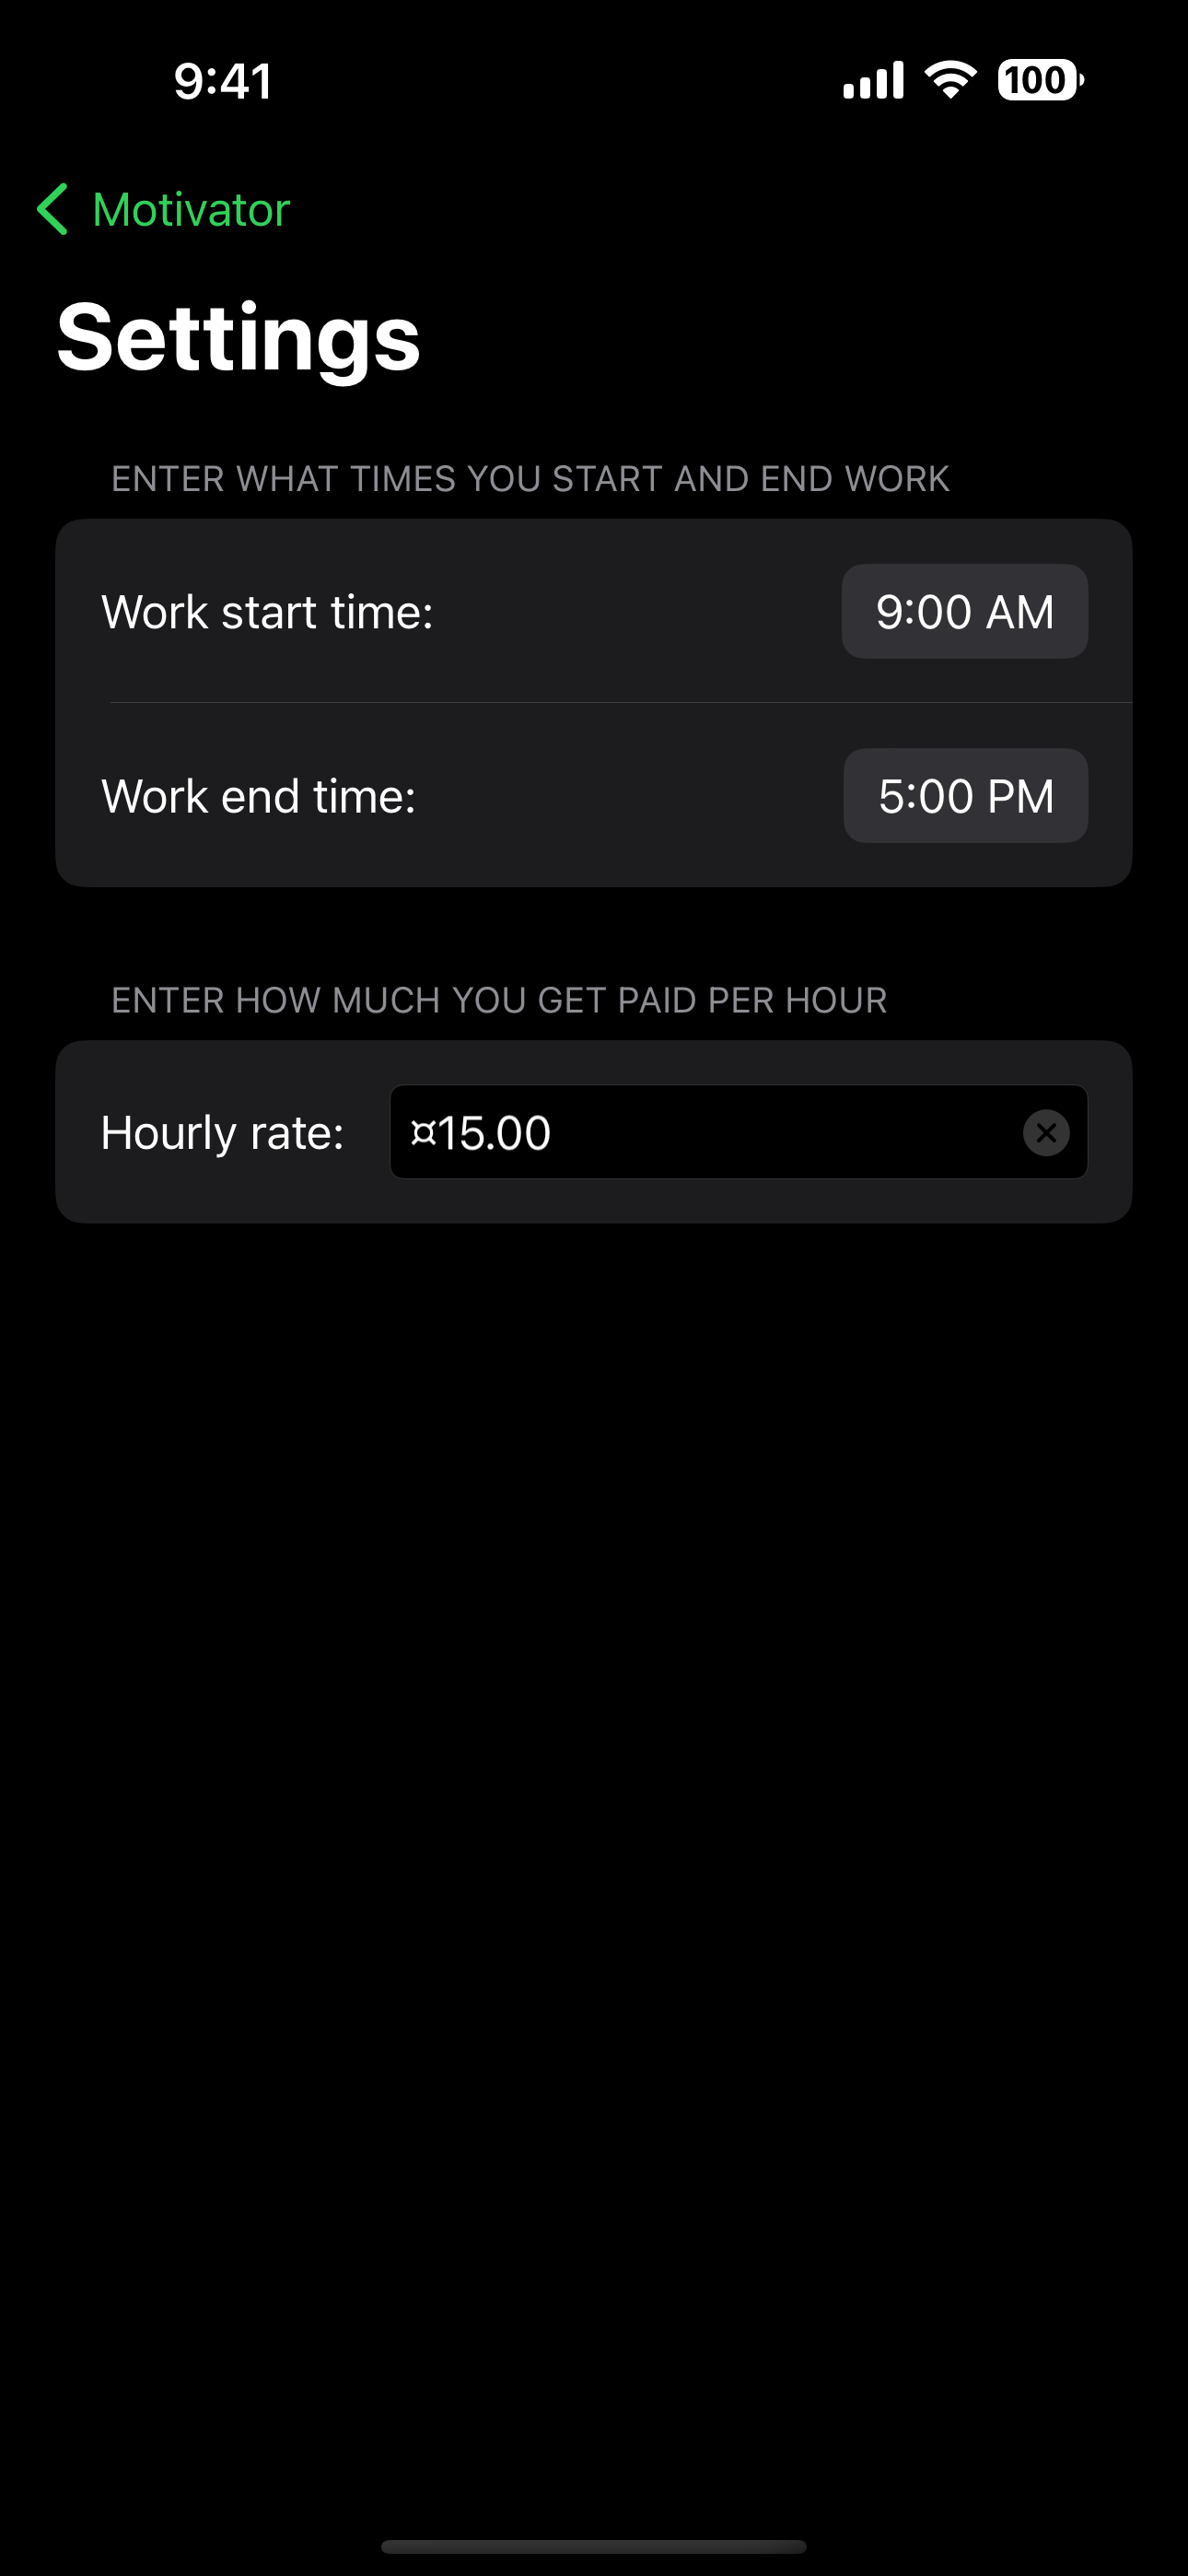 9:41
100
Motivator
Settings
ENTER WHAT TIMES YOU START AND END WORK
Work start time:
9:00 AM
Work end time:
5:00 PM
ENTER HOW MUCH YOU GET PAID PER HOUR
Hourly rate:
¤15.00